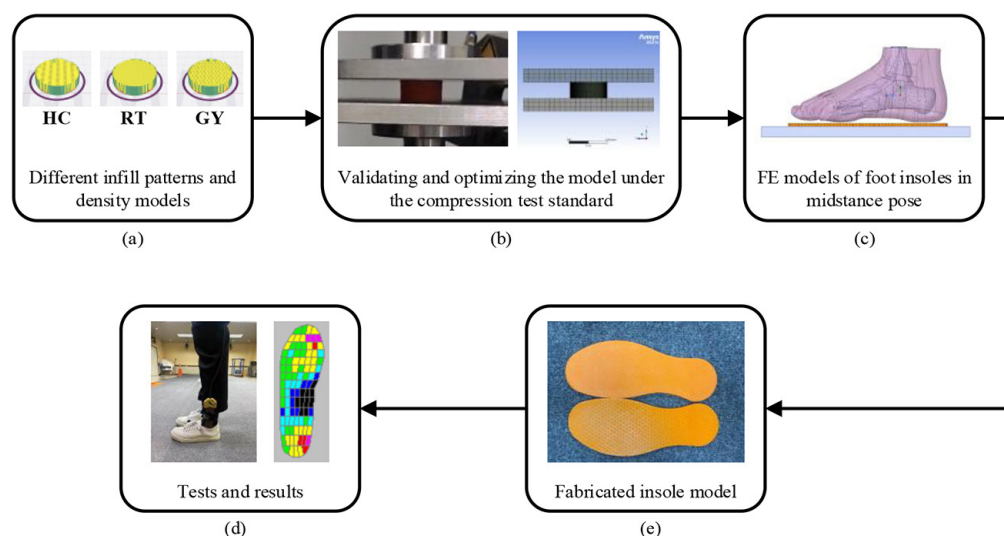 HC RT GY
Different infill patterns and
density models
(a)
Ansys
Validating and optimizing the model under
the compression test standard
(b)
FE models of foot insoles in
midstance pose
(c)
Tests and results
(d)
Fabricated insole model
(e)